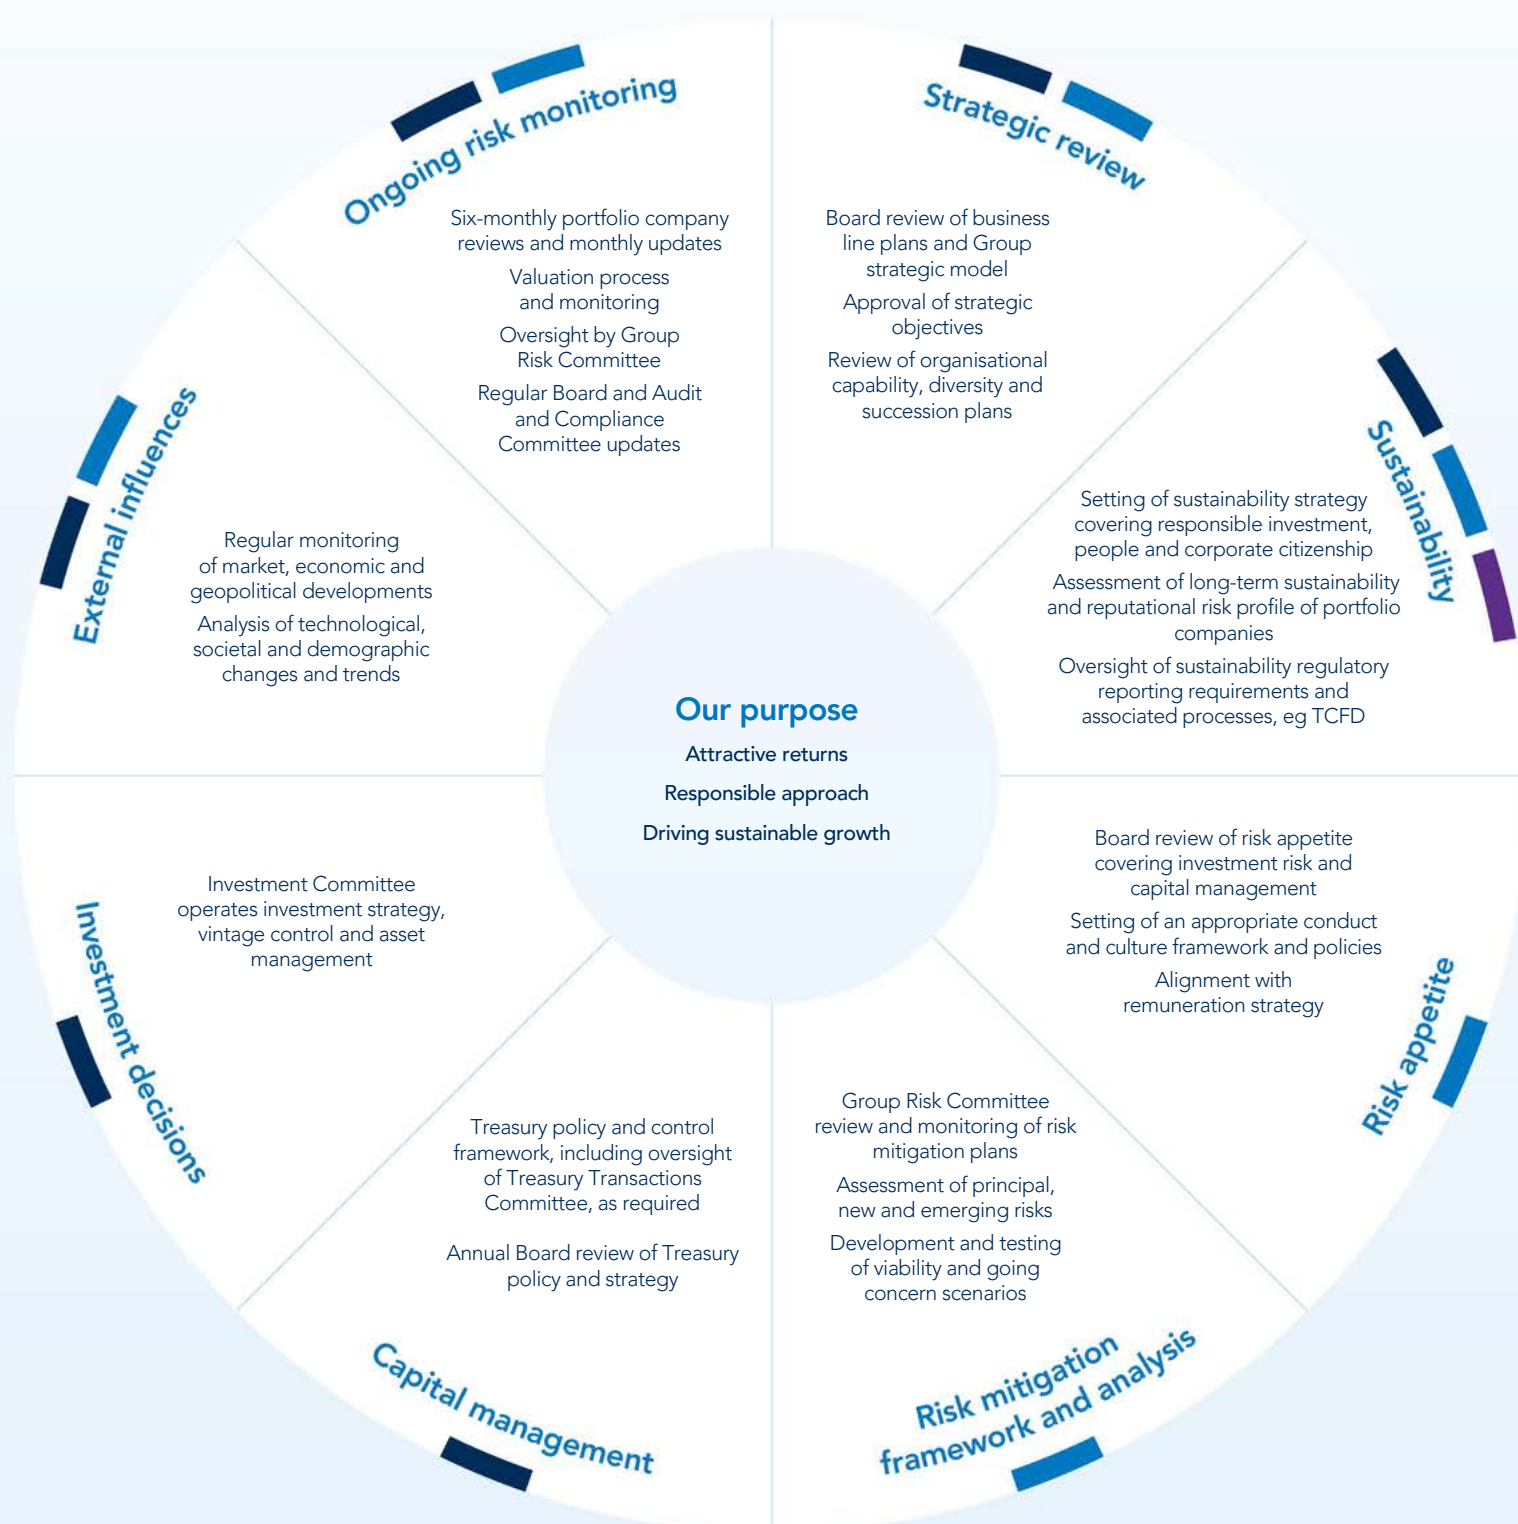 Strategic review
Board review of business
line plans and Group
strategic model
Approval of strategic
objectives
Review of organisational
capability, diversity and
succession plans
Sustainability
Setting of sustainability strategy
covering responsible investment,
people and corporate citizenship
Assessment of long-term sustainability
and reputational risk profile of portfolio
companies
Oversight of sustainability regulatory
reporting requirements and
associated processes, eg TCFD
Risk appetite
Board review of risk appetite
covering investment risk and
capital management
Setting of an appropriate conduct
and culture framework and policies
Alignment with
remuneration strategy
Risk mitigation
framework and analysis
Group Risk Committee
review and monitoring of risk
mitigation plans
Assessment of principal,
new and emerging risks
Development and testing
of viability and going
concern scenarios
Capital management
Treasury policy and control
framework, including oversight
of Treasury Transactions
Committee, as required
Annual Board review of Treasury
policy and strategy
Investment decisions
Investment Committee
operates investment strategy,
vintage control and asset
management
External influences
Regular monitoring
of market, economic and
geopolitical developments
Analysis of technological,
societal and demographic
changes and trends
Ongoing risk monitoring
Six-monthly portfolio company
reviews and monthly updates
Valuation process
and monitoring
Oversight by Group
Risk Committee
Regular Board and Audit
and Compliance
Committee updates
Our purpose
Attractive returns
Responsible approach
Driving sustainable growth